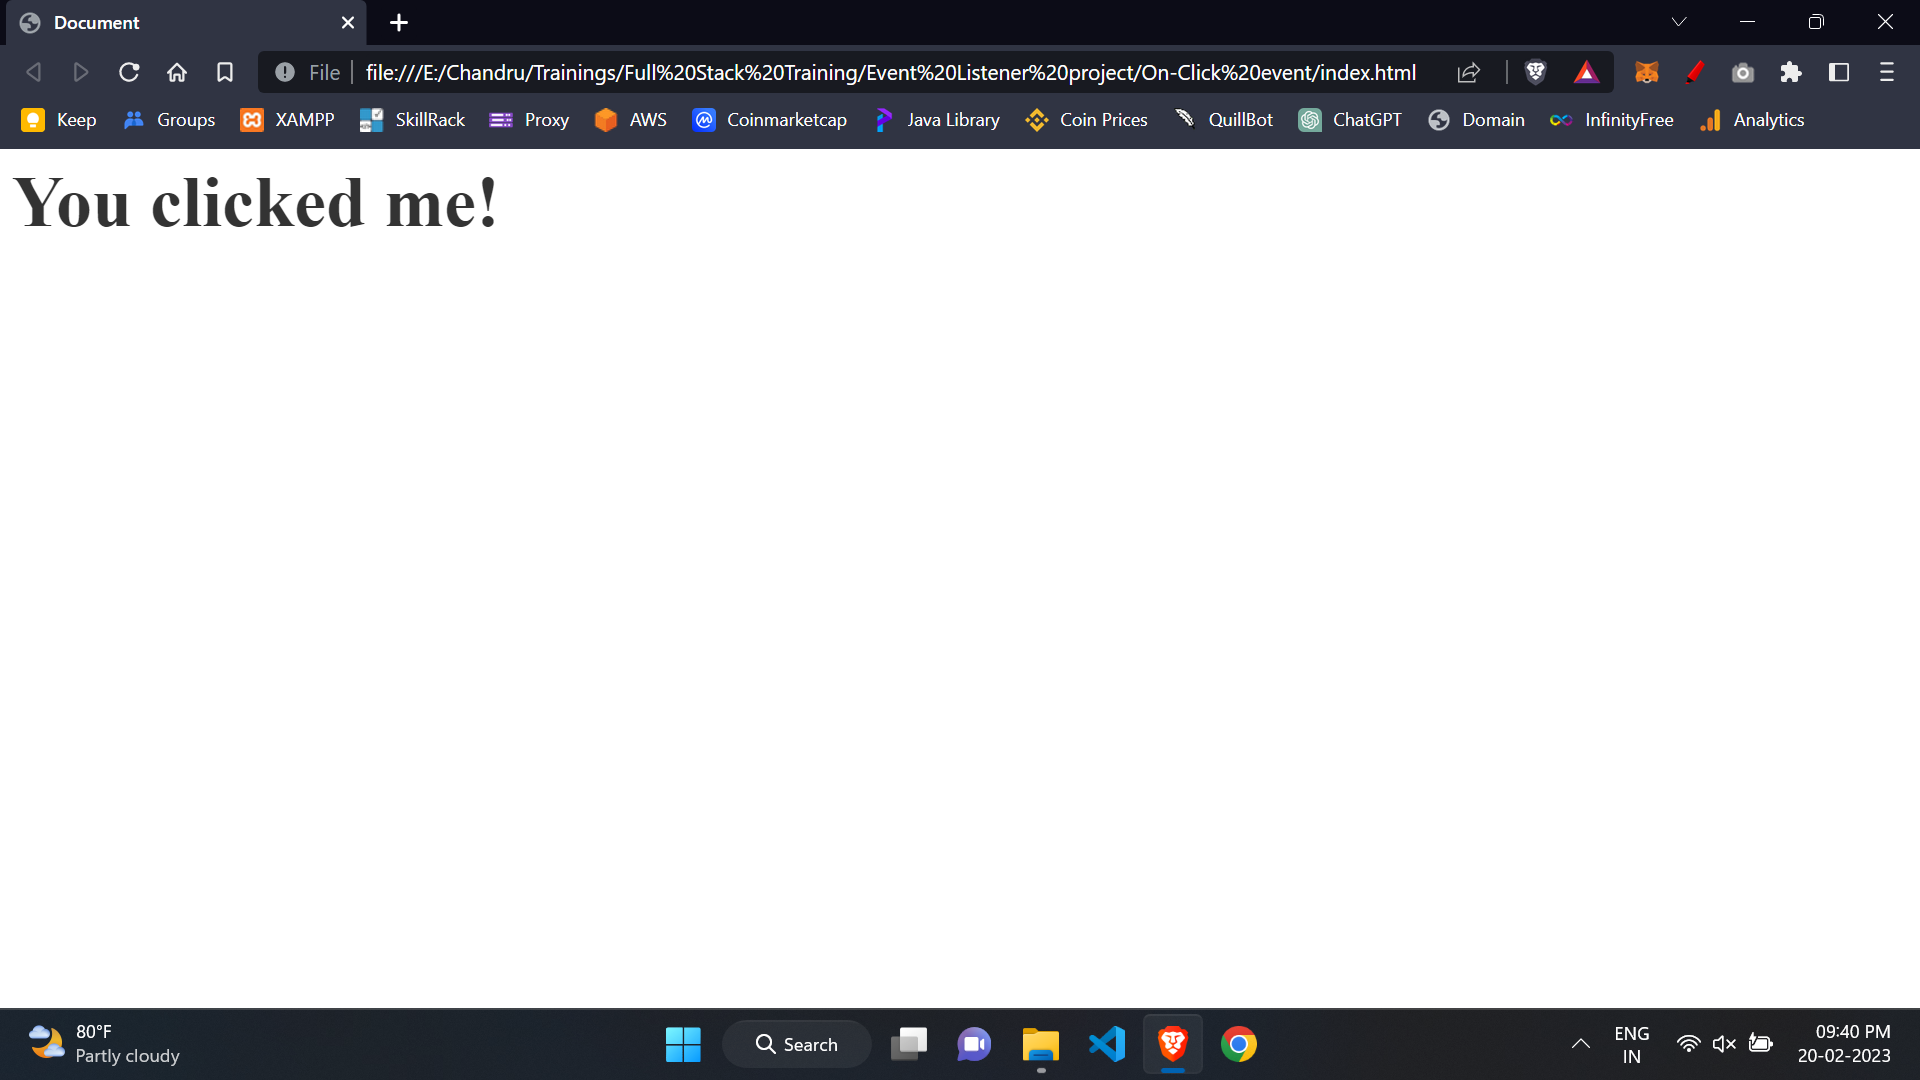 Document
File
file:///E:/Chandru/Trainings/Full%20Stack%20Training/Event%20Listener%20project/On-Click%20event/index.html
Keep Groups XAMPP SkillRack Proxy AWS Coinmarketcap Java Library Coin Prices QuillBot ChatGPT Domain InfinityFree Analytics
You clicked me!
80°F
Partly cloudy
Search
ENG
IN
09:40 PM
20-02-2023